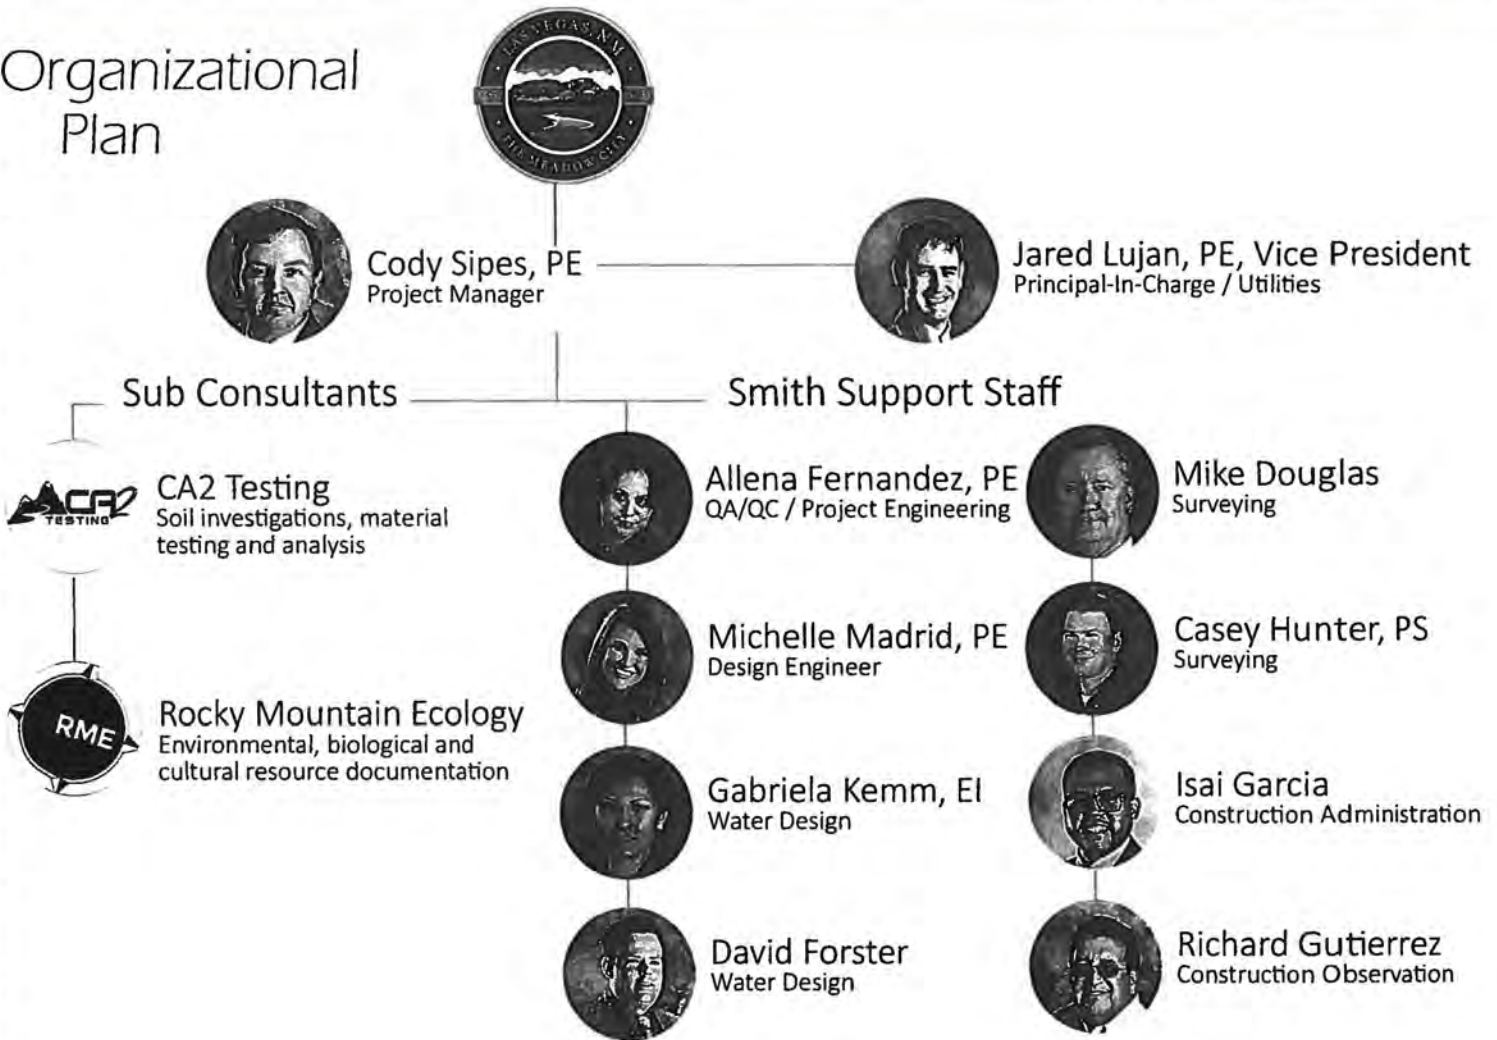 Organizational
Plan
LAS VEGAS, NM
THE MEADOW CITY
Cody Sipes, PE
Project Manager
Jared Lujan, PE, Vice President
Principal-In-Charge / Utilities
Sub Consultants
Smith Support Staff
CA2
TESTING
CA2 Testing
Soil investigations, material
testing and analysis
RME
Rocky Mountain Ecology
Environmental, biological and
cultural resource documentation
Allena Fernandez, PE
QA/QC / Project Engineering
Michelle Madrid, PE
Design Engineer
Gabriela Kemm, EI
Water Design
David Forster
Water Design
Mike Douglas
Surveying
Casey Hunter, PS
Surveying
Isai Garcia
Construction Administration
Richard Gutierrez
Construction Observation